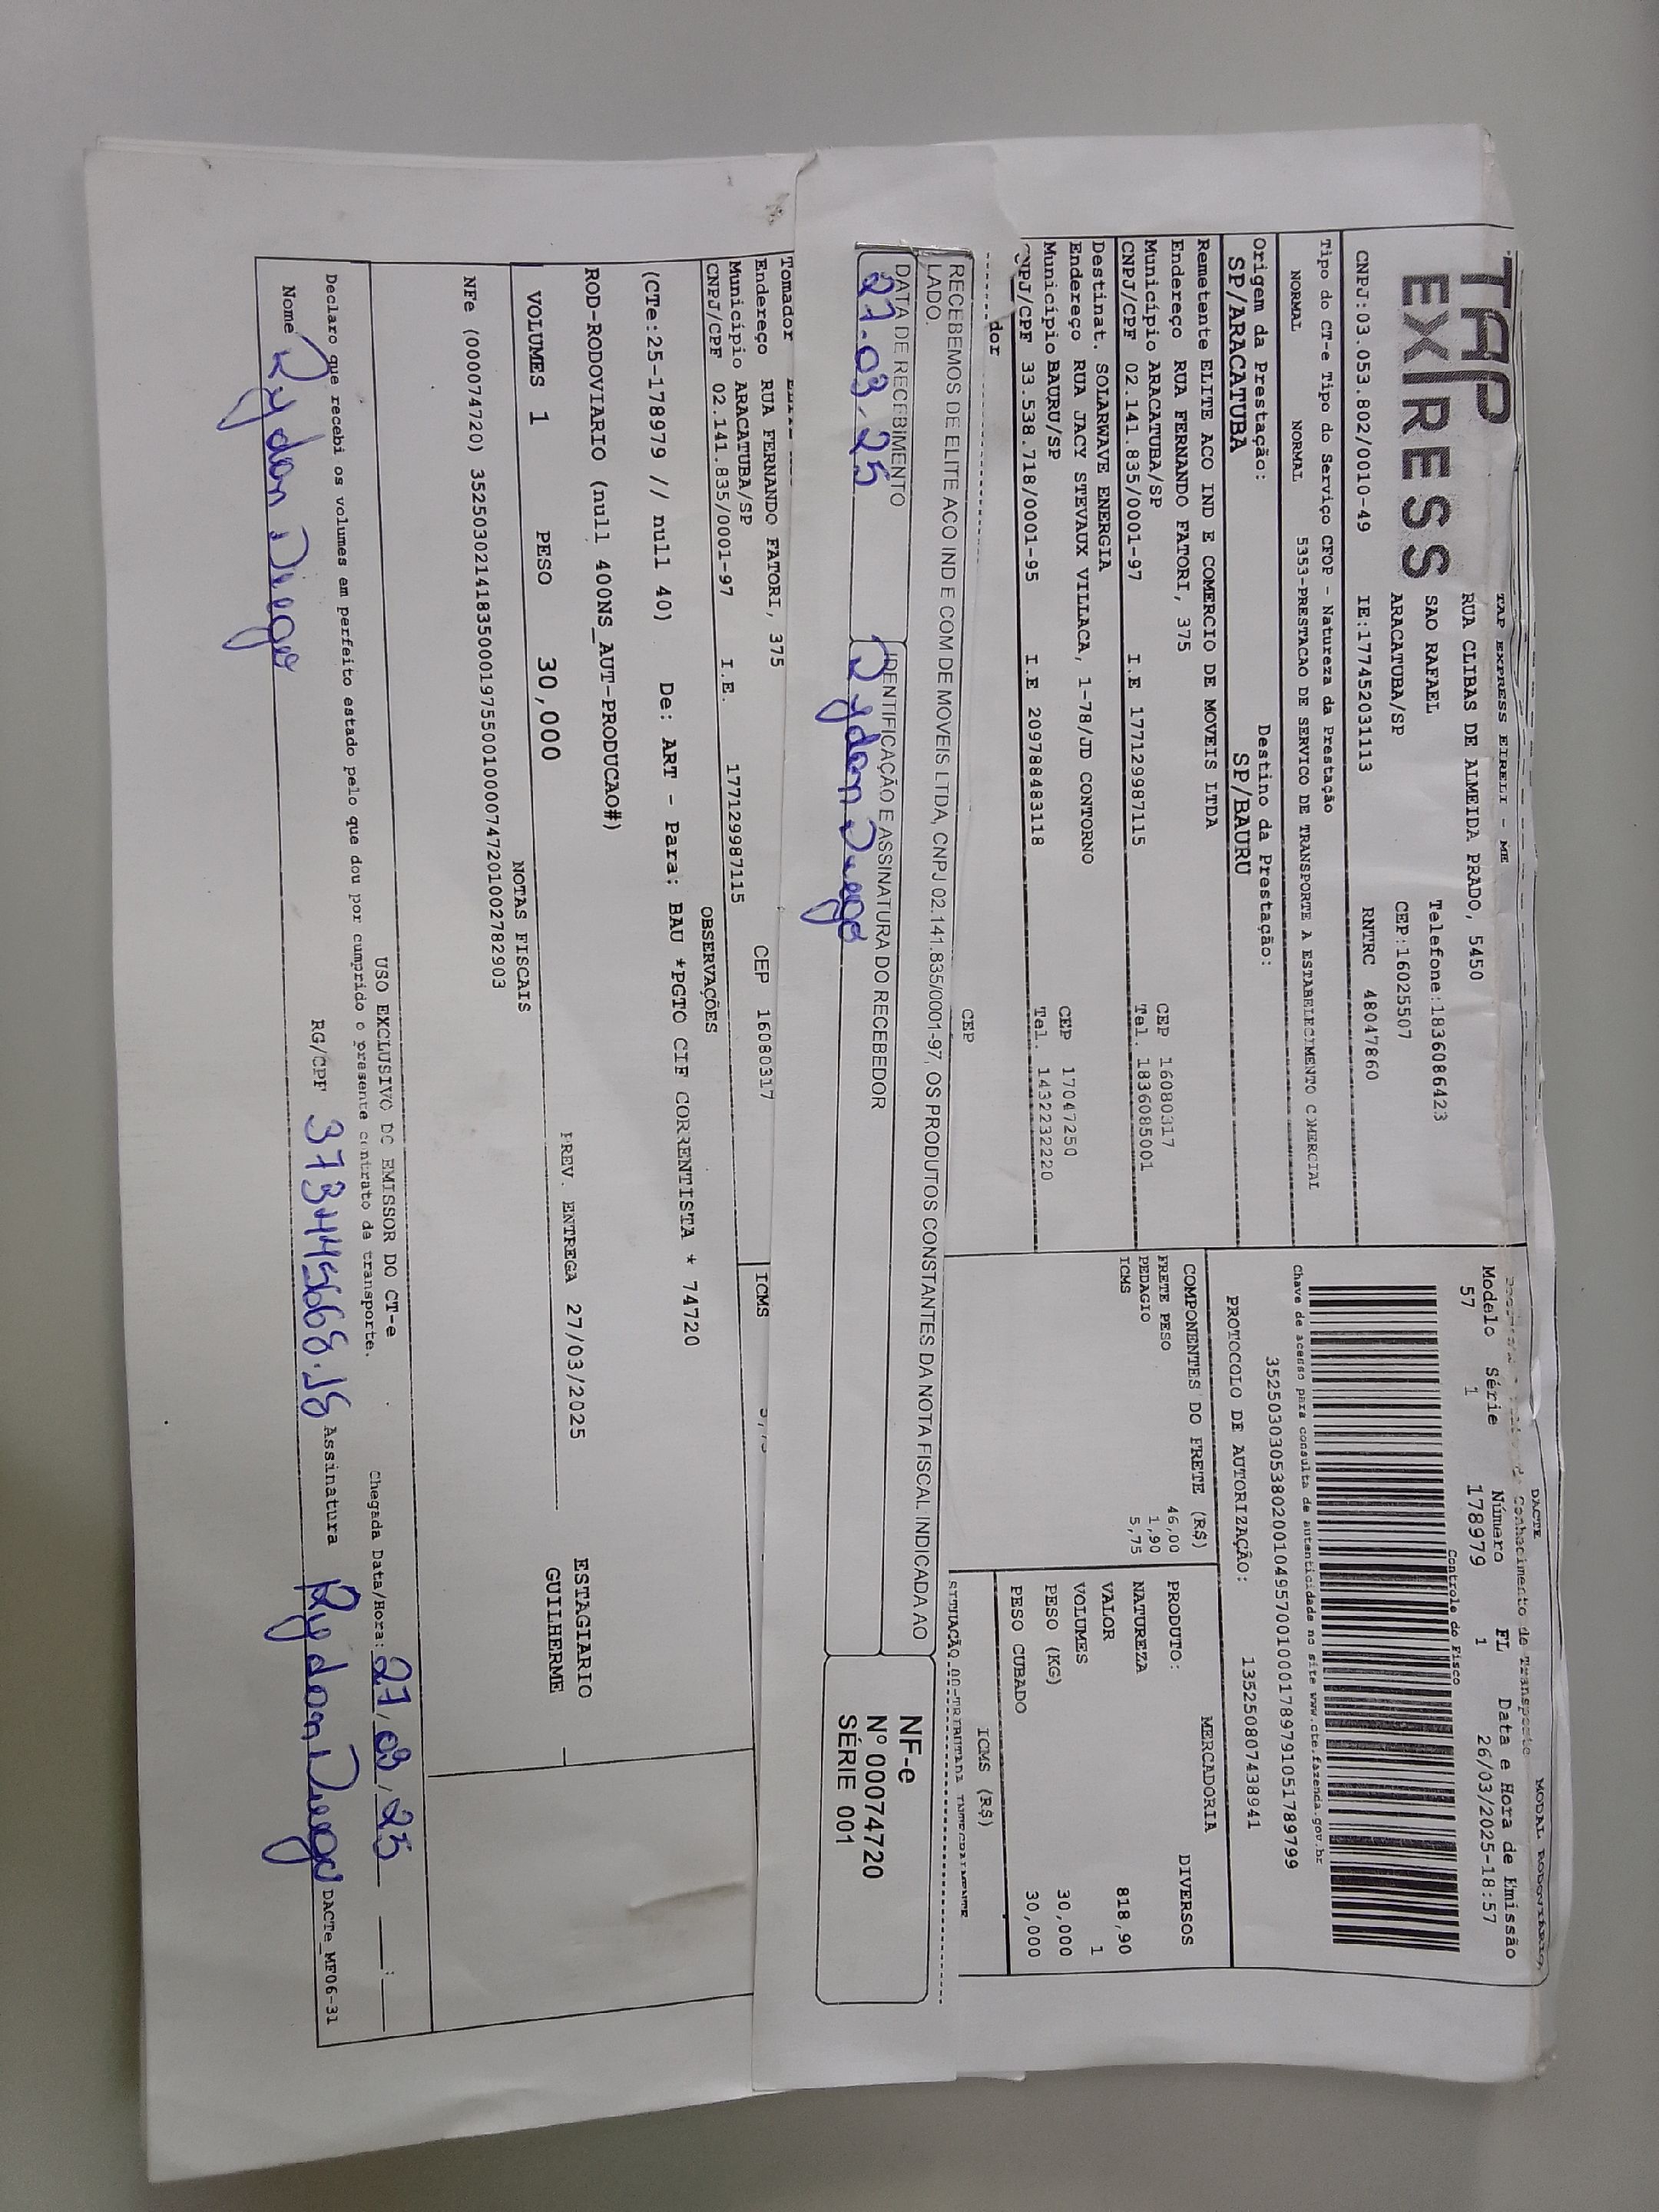 TAP EXPRESS
TAP EXPRESS EIRELI - ME
RUA CLIBAS DE ALMEIDA PRADO, 5450
SAO RAFAEL Telefone:1836086423
ARACATUBA/SP CEP:16025507
CNPJ:03.053.802/0010-49 IE:177452031113 RNTRC 48047860
Tipo do CT-e Tipo do Serviço CFOP - Natureza da Prestação
NORMAL NORMAL 5353-PRESTACAO DE SERVICO DE TRANSPORTE A ESTABELECIMENTO COMERCIAL
Origem da Prestação: Destino da Prestação:
SP/ARACATUBA SP/BAURU
Remetente ELITE ACO IND E COMERCIO DE MOVEIS LTDA
Endereço RUA FERNANDO FATORI, 375 CEP 16080317
Município ARACATUBA/SP Tel. 1836085001
CNPJ/CPF 02.141.835/0001-97 I.E 177129987115
Destinat. SOLARWAVE ENERGIA
Endereço RUA JACY STEVAUX VILLACA, 1-78/JD CONTORNO CEP 17047250
Município BAURU/SP Tel. 1432232220
CNPJ/CPF 33.538.718/0001-95 I.E 209788483118
dor
CEP
DACTE MODAL RODOVIÁRIO
Conhecimento de Transporte
Modelo Série Número FL Data e Hora de Emissão
57 1 178979 1 26/03/2025-18:57
Controle do Fisco
Chave de acesso para consulta de autenticidade no site www.cte.fazenda.gov.br
35250303053802001049570010001789791051789799
PROTOCOLO DE AUTORIZAÇÃO: 135250807438941
COMPONENTES DO FRETE (R$)
FRETE PESO 46,00
PEDAGIO 1,90
ICMS 5,75
MERCADORIA
PRODUTO: DIVERSOS
NATUREZA
VALOR 818,90
VOLUMES 1
PESO (KG) 30,000
PESO CUBADO 30,000
ICMS (R$)
SITUAÇÃO 00-TRIBUTADA INTEGRALMENTE
RECEBEMOS DE ELITE ACO IND E COM DE MOVEIS LTDA, CNPJ 02.141.835/0001-97, OS PRODUTOS CONSTANTES DA NOTA FISCAL INDICADA AO
LADO.
DATA DE RECEBIMENTO IDENTIFICAÇÃO E ASSINATURA DO RECEBEDOR
27.03.25 Rydan Diego
NF-e
Nº 000074720
SÉRIE 001
Tomador
Endereço RUA FERNANDO FATORI, 375 CEP 16080317 ICMS
Município ARACATUBA/SP
CNPJ/CPF 02.141.835/0001-97 I.E. 177129987115
OBSERVAÇÕES
(CTe:25-178979 // null 40) De: ART - Para: BAU *PGTO CIF CORRENTISTA * 74720
ROD-RODOVIARIO (null 400NS_AUT-PRODUCAO#)
PREV. ENTREGA 27/03/2025 ESTAGIARIO
GUILHERME
VOLUMES 1 PESO 30,000
NOTAS FISCAIS
NFe (000074720) 35250302141835000197550010000747201002782903
USO EXCLUSIVO DO EMISSOR DO CT-e Chegada Data/Hora: 27/03/25 __:__
Declaro que recebi os volumes em perfeito estado pelo que dou por cumprido o presente contrato de transporte.
Nome Rydan Diego RG/CPF 373445668.18 Assinatura Rydan Diego DACTe_MF06-31